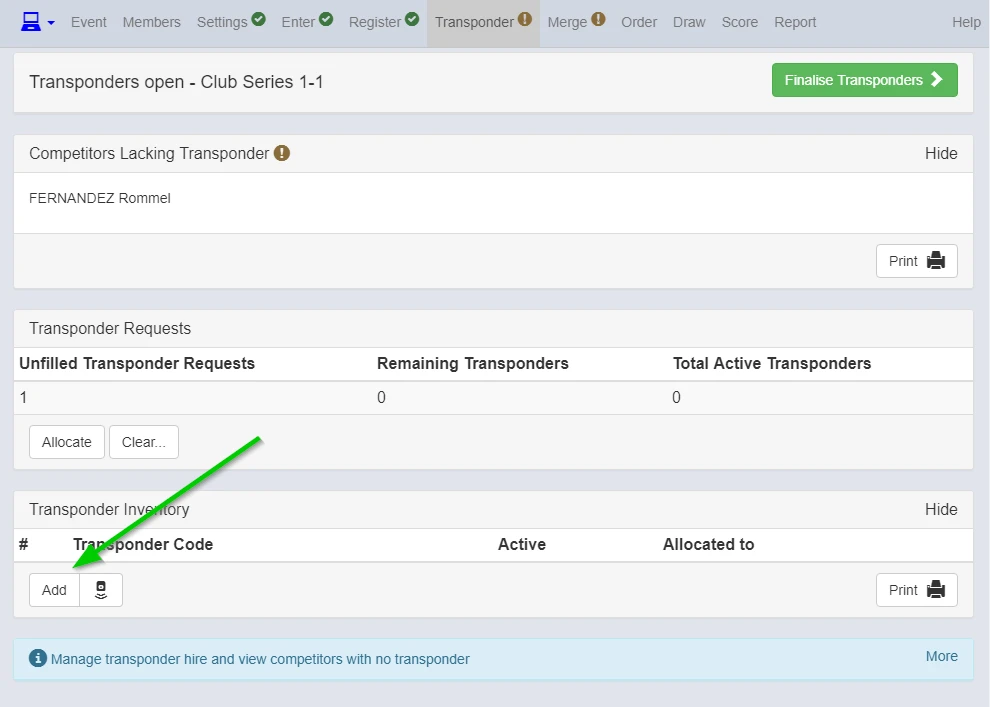 Event Members Settings Enter Register Transponder Merge Order Draw Score Report Help
Transponders open - Club Series 1-1
Finalise Transponders
Competitors Lacking Transponder
Hide
FERNANDEZ Rommel
Print
Transponder Requests
Unfilled Transponder Requests Remaining Transponders Total Active Transponders
1 0 0
Allocate Clear...
Transponder Inventory
Hide
# Transponder Code Active Allocated to
Add
Print
Manage transponder hire and view competitors with no transponder
More